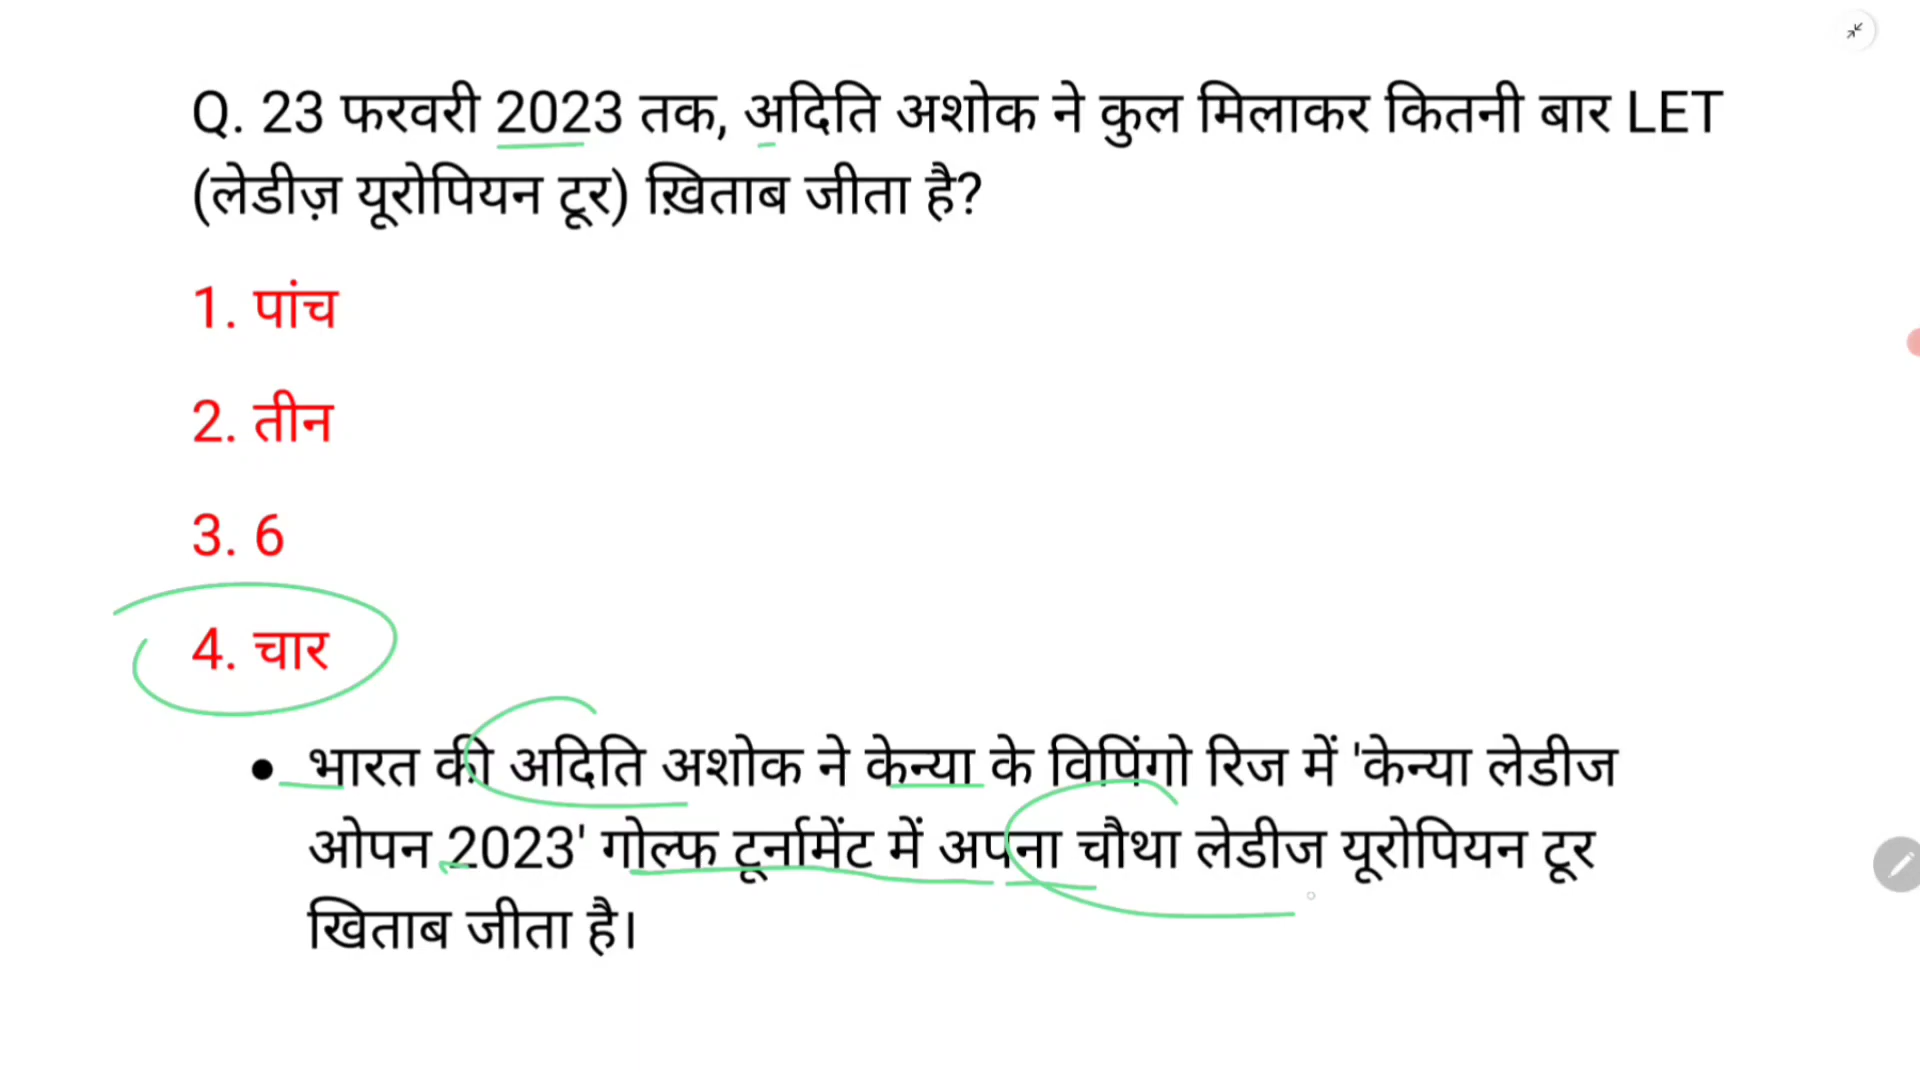 Q. 23 फरवरी 2023 तक, अदिति अशोक ने कुल मिलाकर कितनी बार LET
(लेडीज़ यूरोपियन टूर) ख़िताब जीता है?
1. पांच
2. तीन
3. 6
4. चार
● भारत की अदिति अशोक ने केन्या के विपिंगो रिज में 'केन्या लेडीज
ओपन 2023' गोल्फ टूर्नामेंट में अपना चौथा लेडीज यूरोपियन टूर
खिताब जीता है।